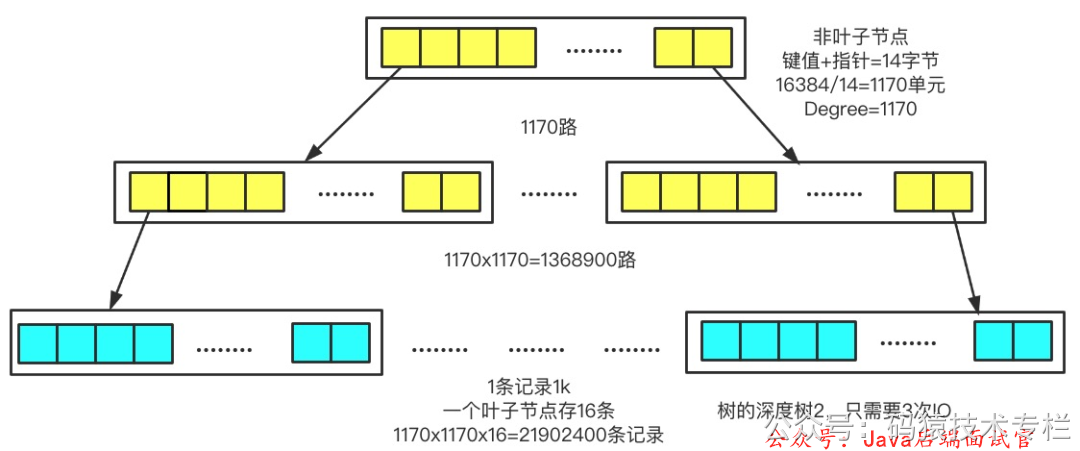 非叶子节点
键值+指针=14字节
16384/14=1170单元
Degree=1170
1170路
1170x1170=1368900路
1条记录1k
一个叶子节点存16条
1170x1170x16=21902400条记录
树的深度树2，只需要3次!O
公众号：码猿技术专栏
公众号：Java后端面试官